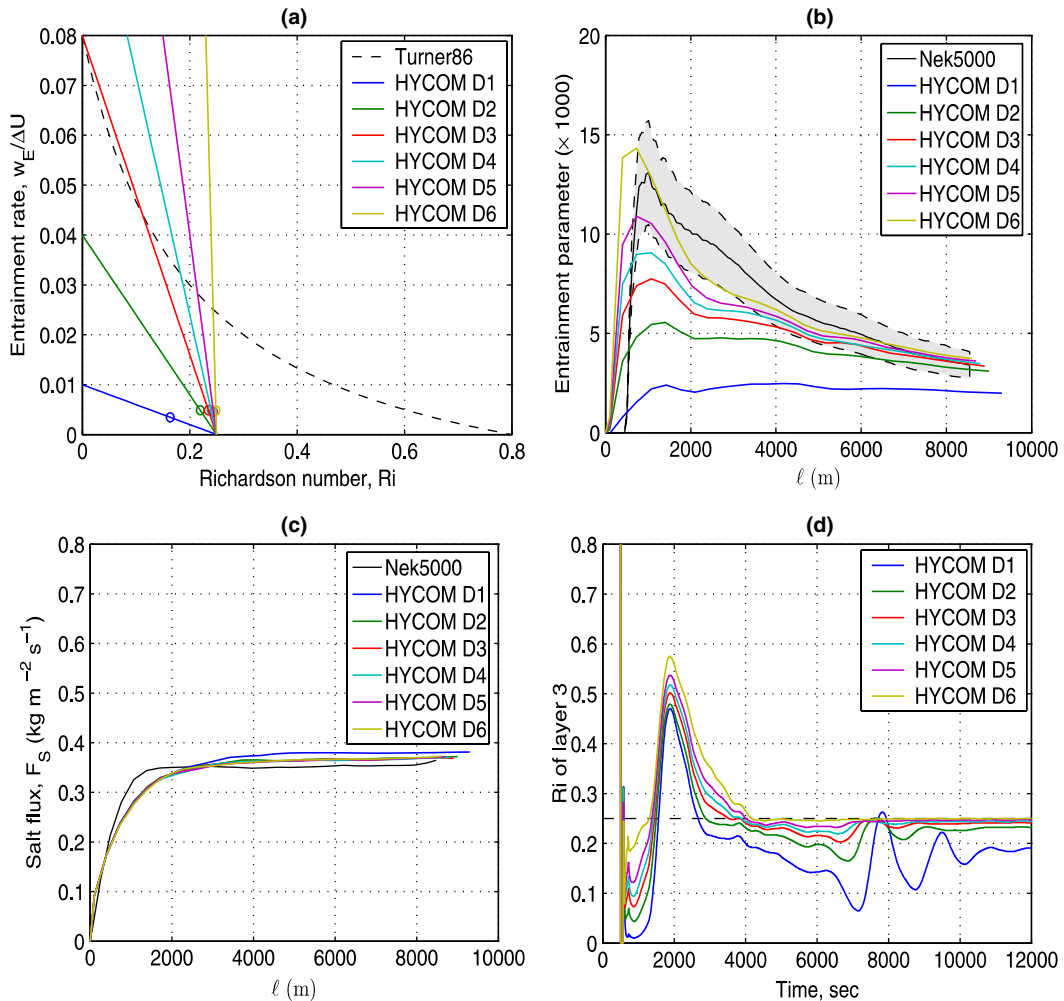 (a)
Entrainment rate, w_E/ΔU
0.08
0.07
0.06
0.05
0.04
0.03
0.02
0.01
0
0
0.2
0.4
0.6
0.8
Richardson number, Ri
Turner86
HYCOM D1
HYCOM D2
HYCOM D3
HYCOM D4
HYCOM D5
HYCOM D6
(b)
Entrainment parameter (× 1000)
20
15
10
5
0
0
2000
4000
6000
8000
10000
ℓ (m)
Nek5000
HYCOM D1
HYCOM D2
HYCOM D3
HYCOM D4
HYCOM D5
HYCOM D6
(c)
Salt flux, F_S (kg m⁻² s⁻¹)
0.8
0.7
0.6
0.5
0.4
0.3
0.2
0.1
0
0
2000
4000
6000
8000
10000
ℓ (m)
Nek5000
HYCOM D1
HYCOM D2
HYCOM D3
HYCOM D4
HYCOM D5
HYCOM D6
(d)
Ri of layer 3
0.8
0.7
0.6
0.5
0.4
0.3
0.2
0.1
0
0
2000
4000
6000
8000
10000
12000
Time, sec
HYCOM D1
HYCOM D2
HYCOM D3
HYCOM D4
HYCOM D5
HYCOM D6